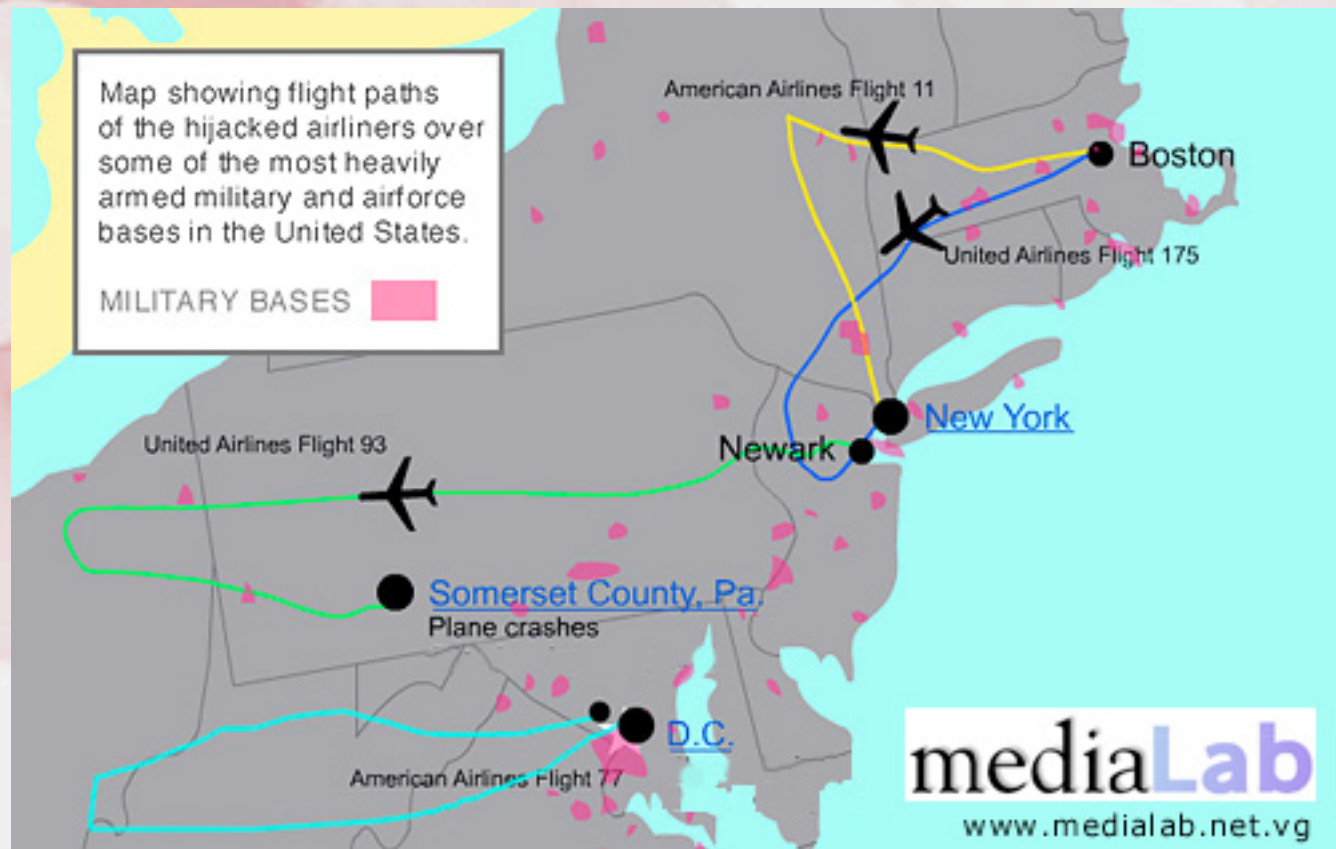 Map showing flight paths
of the hijacked airliners over
some of the most heavily
armed military and airforce
bases in the United States.
MILITARY BASES
American Airlines Flight 11
Boston
United Airlines Flight 175
New York
Newark
United Airlines Flight 93
Somerset County, Pa.
Plane crashes
D.C.
American Airlines Flight 77
mediaLab
www.medialab.net.vg